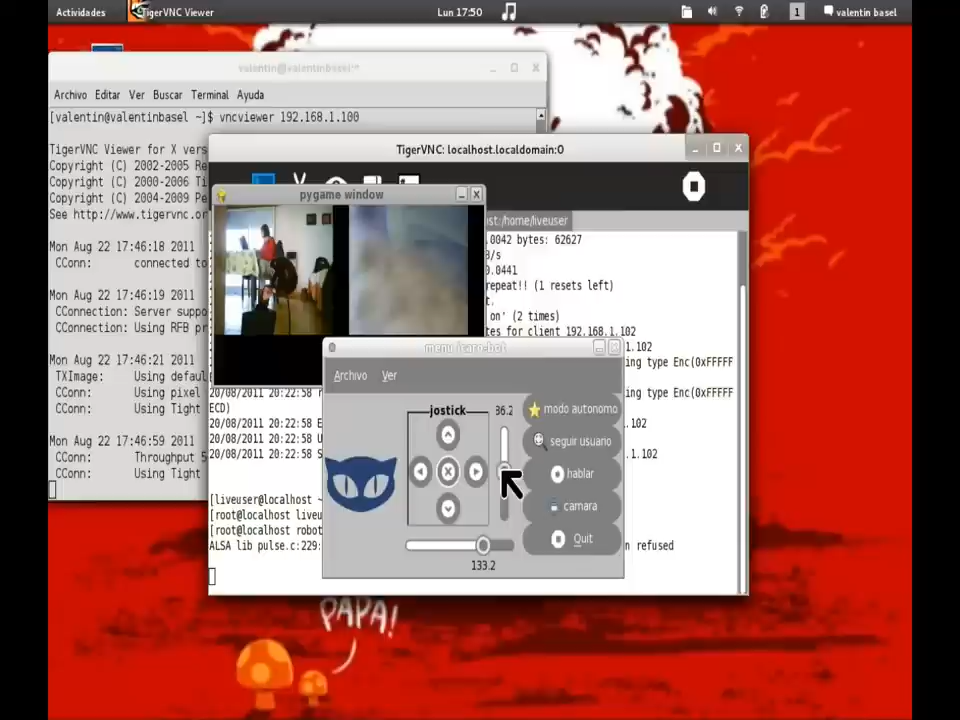 Actividades
TigerVNC Viewer
Lun 17:50
1
valentin basel
valentin@valentinbasel:~
Archivo Editar Ver Buscar Terminal Ayuda
[valentin@valentinbasel ~]$ vncviewer 192.168.1.100
TigerVNC Viewer for X vers
Copyright (C) 2002-2005 Re
Copyright (C) 2000-2006 Ti
Copyright (C) 2004-2009 Pe
See http://www.tigervnc.or
Mon Aug 22 17:46:18 2011
CConn: connected to
Mon Aug 22 17:46:19 2011
CConnection: Server suppo
CConnection: Using RFB pr
Mon Aug 22 17:46:21 2011
TXImage: Using defaul
CConn: Using pixel
CConn: Using Tight
Mon Aug 22 17:46:59 2011
CConn: Throughput
CConn: Using Tight
TigerVNC: localhost.localdomain:0
pygame window
st:/home/liveuser
.0042 bytes: 62627
B/s
0.0441
repeat!! (1 resets left)
t.
on' (2 times)
tes for client 192.168.1.102
.1.102
ing type Enc(0xFFFFF
20/08/2011 20:22:58
ing type Enc(0xFFFFF
ECD)
20/08/2011 20:22:58 E
20/08/2011 20:22:58 U
20/08/2011 20:22:58 S
.1.102
[liveuser@localhost ~
[root@localhost liveu
[root@localhost robot
ALSA lib pulse.c:229:
n refused
menu icaro-bot
Archivo Ver
jostick
36.2
133.2
modo autonomo
seguir usuario
hablar
camara
Quit
PAPA!